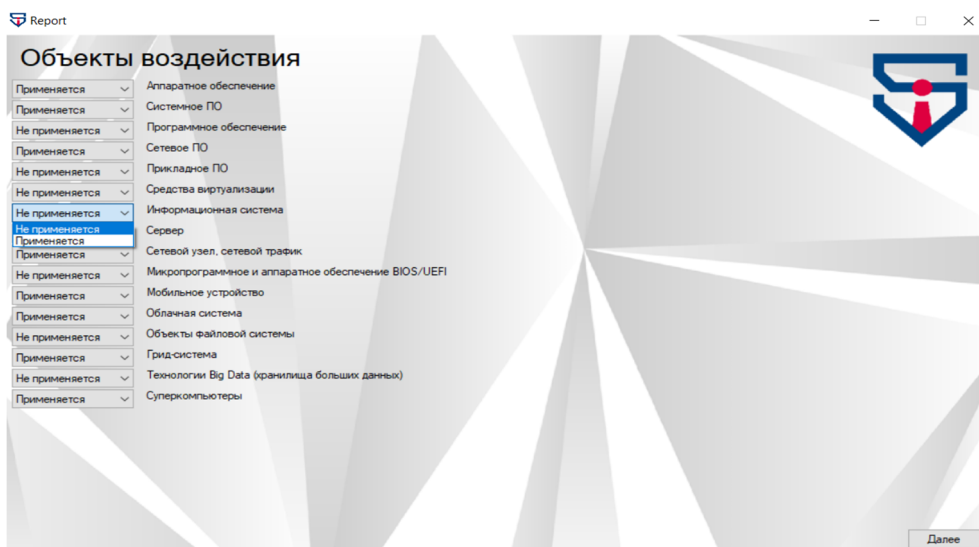 Report
Объекты воздействия
Применяется Аппаратное обеспечение
Применяется Системное ПО
Не применяется Программное обеспечение
Применяется Сетевое ПО
Не применяется Прикладное ПО
Не применяется Средства виртуализации
Не применяется Информационная система
Не применяется Сервер
Применяется
Применяется Сетевой узел, сетевой трафик
Не применяется Микропрограммное и аппаратное обеспечение BIOS/UEFI
Применяется Мобильное устройство
Применяется Облачная система
Не применяется Объекты файловой системы
Применяется Грид-система
Не применяется Технологии Big Data (хранилища больших данных)
Применяется Суперкомпьютеры
Далее